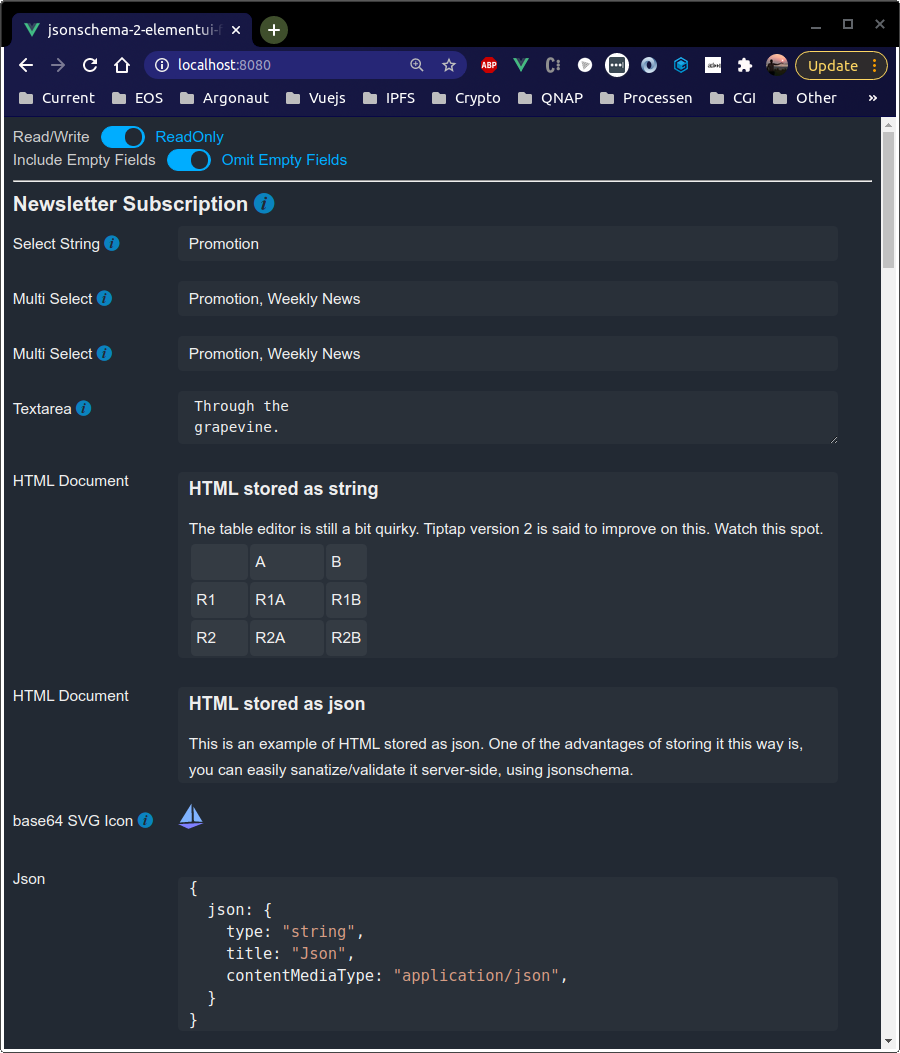 jsonschema-2-elementui-f
localhost:8080
ABP
Update
Current EOS Argonaut Vuejs IPFS Crypto QNAP Processen CGI Other »
Read/Write ReadOnly
Include Empty Fields Omit Empty Fields
Newsletter Subscription i
Select String i Promotion
Multi Select i Promotion, Weekly News
Multi Select i Promotion, Weekly News
Textarea i Through the
grapevine.
HTML Document HTML stored as string
The table editor is still a bit quirky. Tiptap version 2 is said to improve on this. Watch this spot.
A B
R1 R1A R1B
R2 R2A R2B
HTML Document HTML stored as json
This is an example of HTML stored as json. One of the advantages of storing it this way is,
you can easily sanatize/validate it server-side, using jsonschema.
base64 SVG Icon i
Json {
json: {
type: "string",
title: "Json",
contentMediaType: "application/json",
}
}